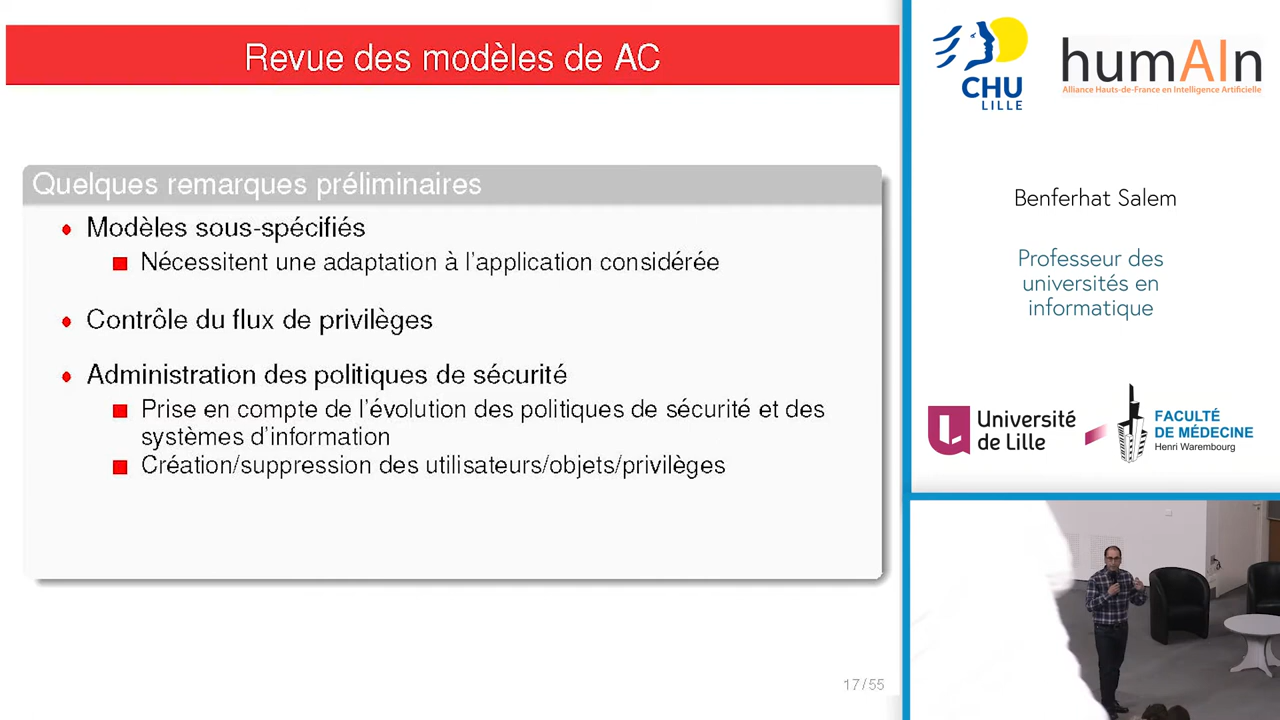 Revue des modèles de AC
Quelques remarques préliminaires
Modèles sous-spécifiés
Nécessitent une adaptation à l'application considérée
Contrôle du flux de privilèges
Administration des politiques de sécurité
Prise en compte de l'évolution des politiques de sécurité et des
systèmes d'information
Création/suppression des utilisateurs/objets/privilèges
17/55
CHU
LILLE
humAIn
Alliance Hauts-de-France en Intelligence Artificielle
Benferhat Salem
Professeur des
universités en
informatique
Université
de Lille
FACULTÉ
DE MÉDECINE
Henri Warembourg